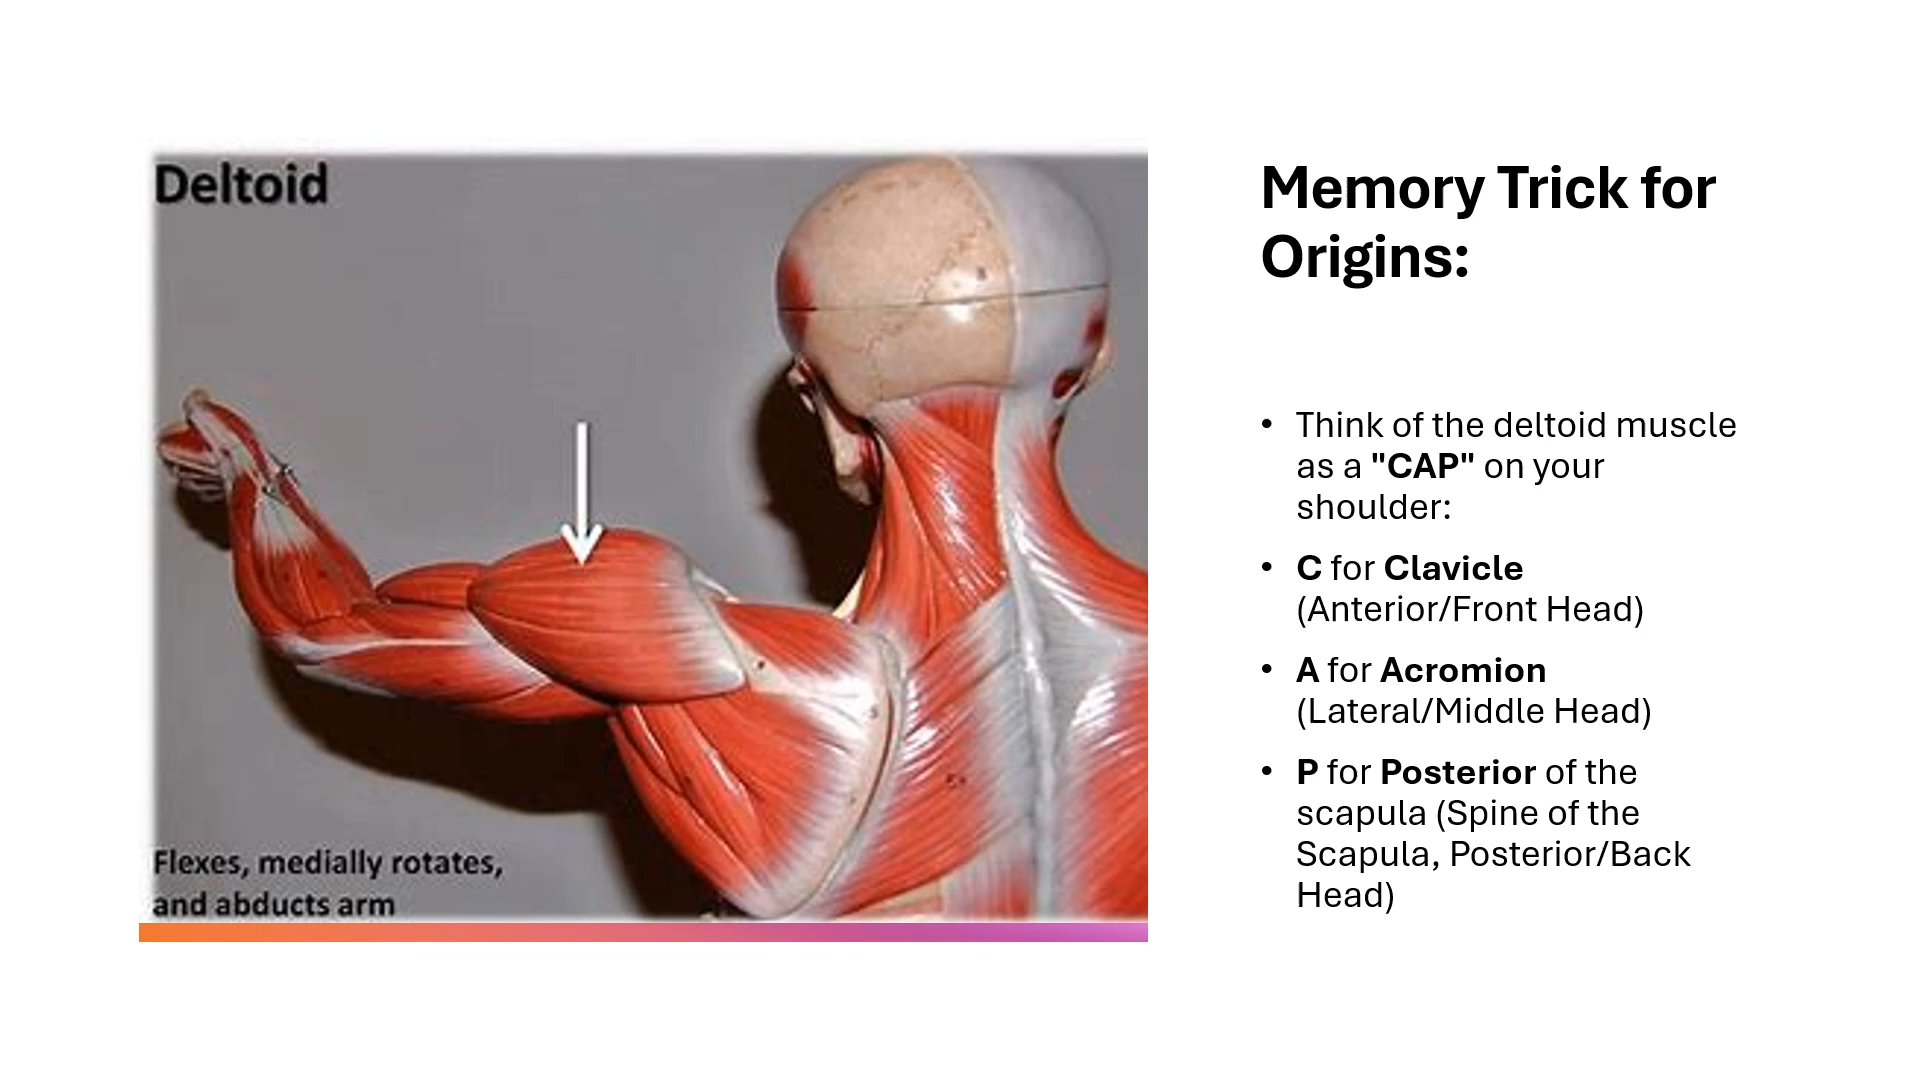 Deltoid
Flexes, medially rotates,
and abducts arm
Memory Trick for
Origins:
• Think of the deltoid muscle
as a "CAP" on your
shoulder:
• C for Clavicle
(Anterior/Front Head)
• A for Acromion
(Lateral/Middle Head)
• P for Posterior of the
scapula (Spine of the
Scapula, Posterior/Back
Head)